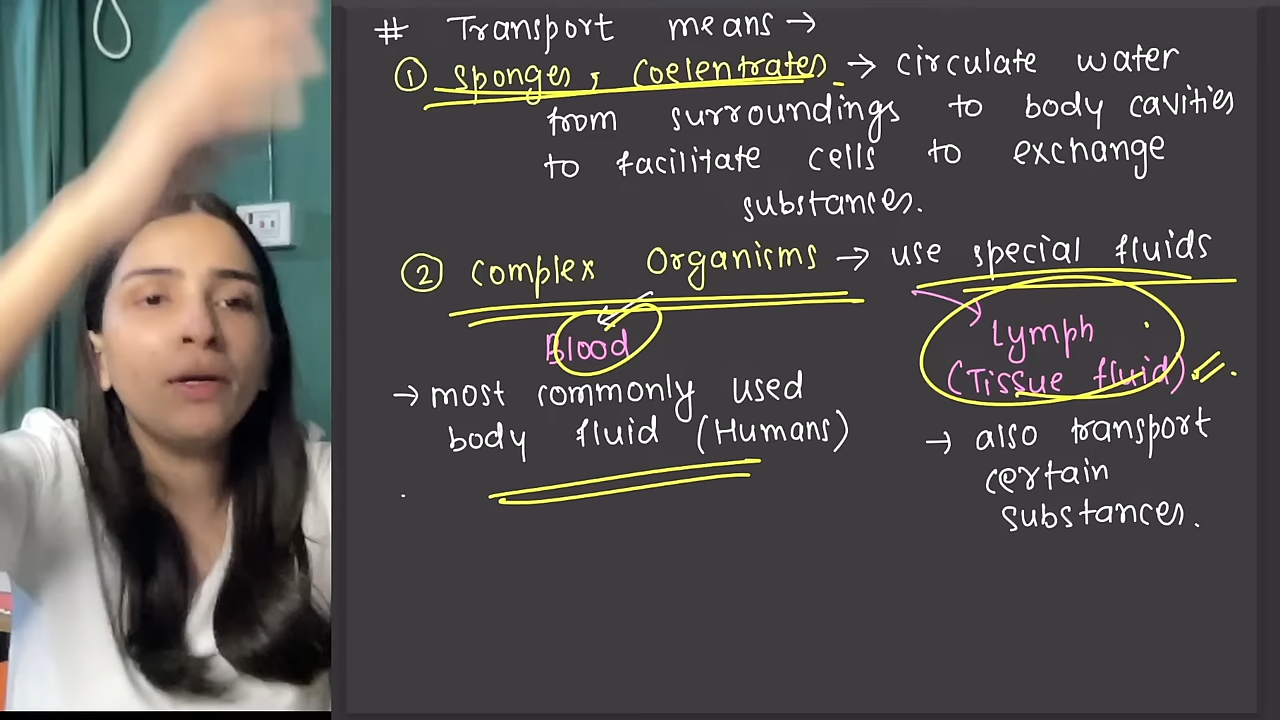 # Transport means →
① Sponges, Coelentrates → circulate water
from surroundings to body cavities
to facilitate cells to exchange
substances.
② Complex Organisms → use special fluids
Blood
Lymph
(Tissue fluid)
→ most commonly used
body fluid (Humans)
→ also transport
certain
substances.